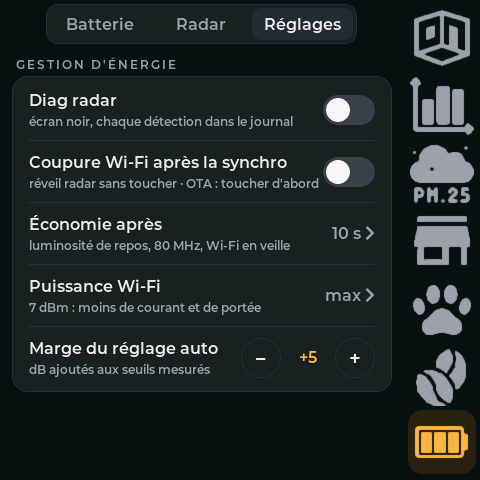 Batterie Radar Réglages
GESTION D'ÉNERGIE
Diag radar
écran noir, chaque détection dans le journal
Coupure Wi-Fi après la synchro
réveil radar sans toucher · OTA : toucher d'abord
Économie après
luminosité de repos, 80 MHz, Wi-Fi en veille
10 s
Puissance Wi-Fi
7 dBm : moins de courant et de portée
max
Marge du réglage auto
dB ajoutés aux seuils mesurés
− +5 +
PM.25